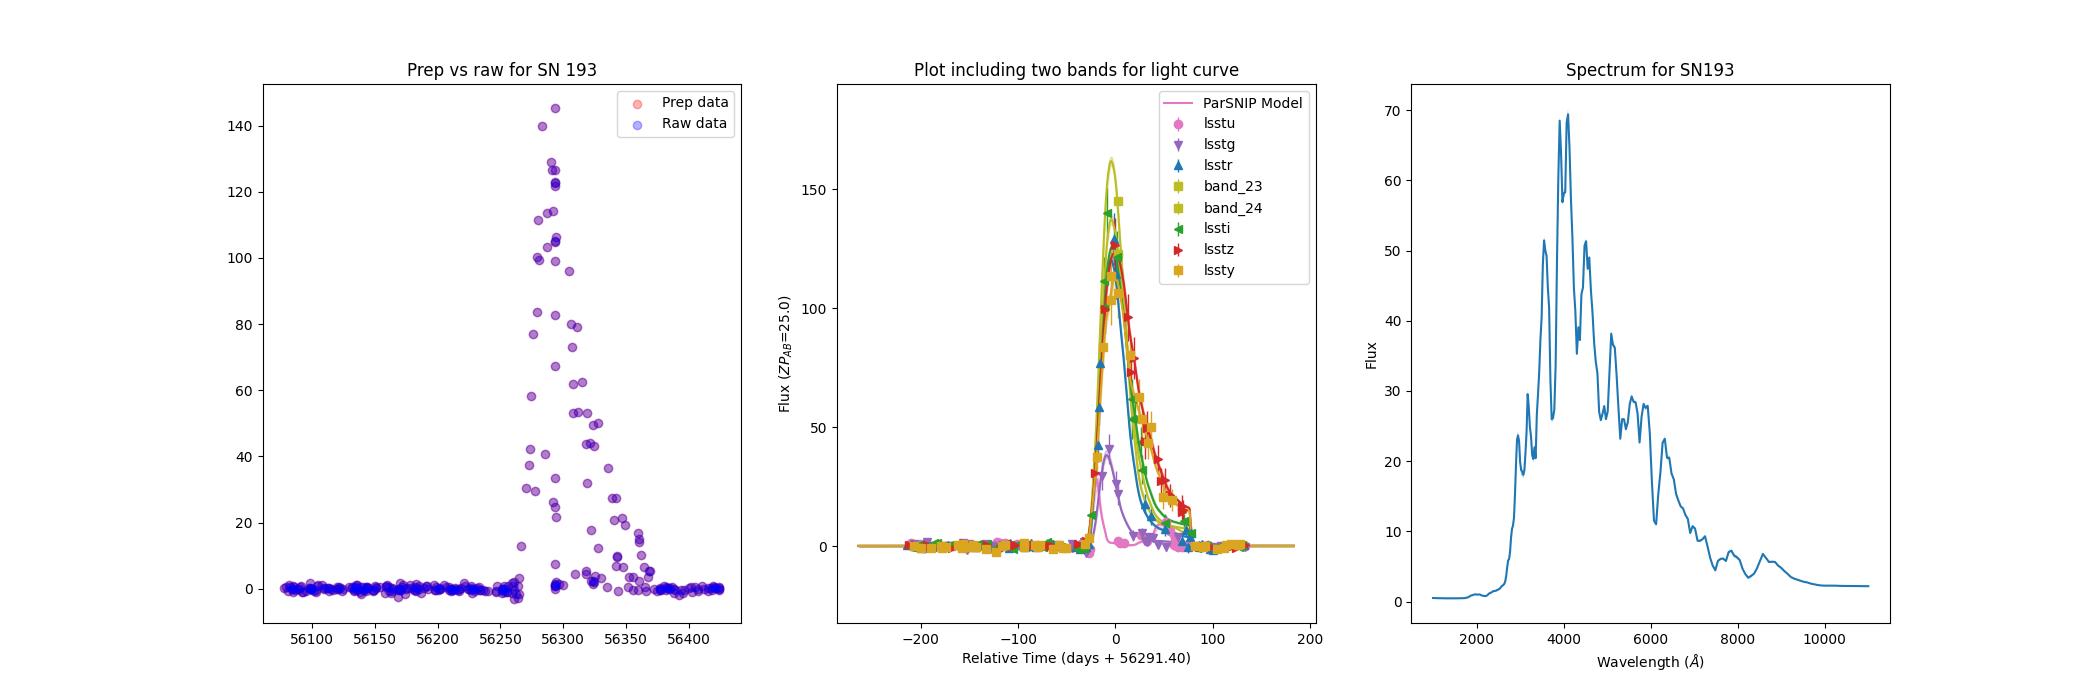 Prep vs raw for SN 193
Prep data
Raw data
140
120
100
80
60
40
20
0
56100 56150 56200 56250 56300 56350 56400
Plot including two bands for light curve
ParSNIP Model
lsstu
lsstg
lsstr
band_23
band_24
lssti
lsstz
lssty
Flux (ZP_AB=25.0)
150
100
50
0
−200 −100 0 100 200
Relative Time (days + 56291.40)
Spectrum for SN193
Flux
70
60
50
40
30
20
10
0
2000 4000 6000 8000 10000
Wavelength (Å)